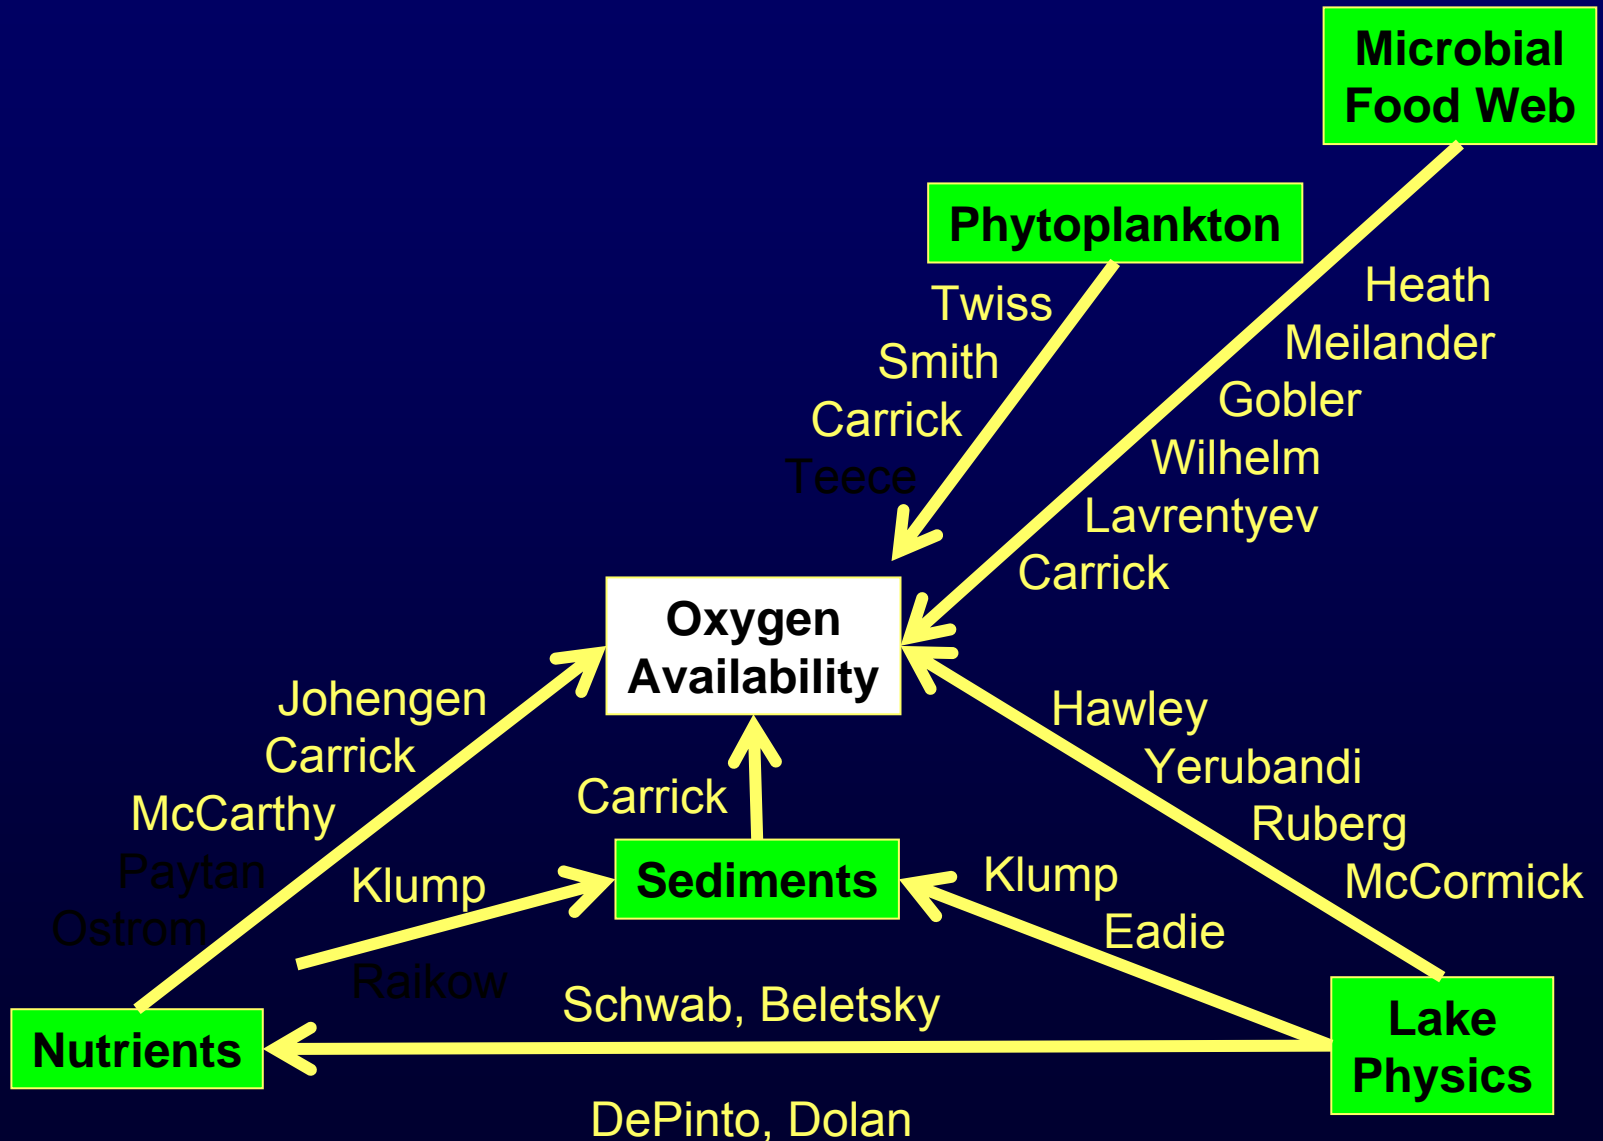 Microbial
Food Web
Phytoplankton
Twiss
Smith
Carrick
Teece
Heath
Meilander
Gobler
Wilhelm
Lavrentyev
Carrick
Oxygen
Availability
Johengen
Carrick
McCarthy
Paytan
Ostrom
Carrick
Hawley
Yerubandi
Ruberg
McCormick
Klump
Raikow
Sediments
Klump
Eadie
Schwab, Beletsky
DePinto, Dolan
Nutrients
Lake
Physics